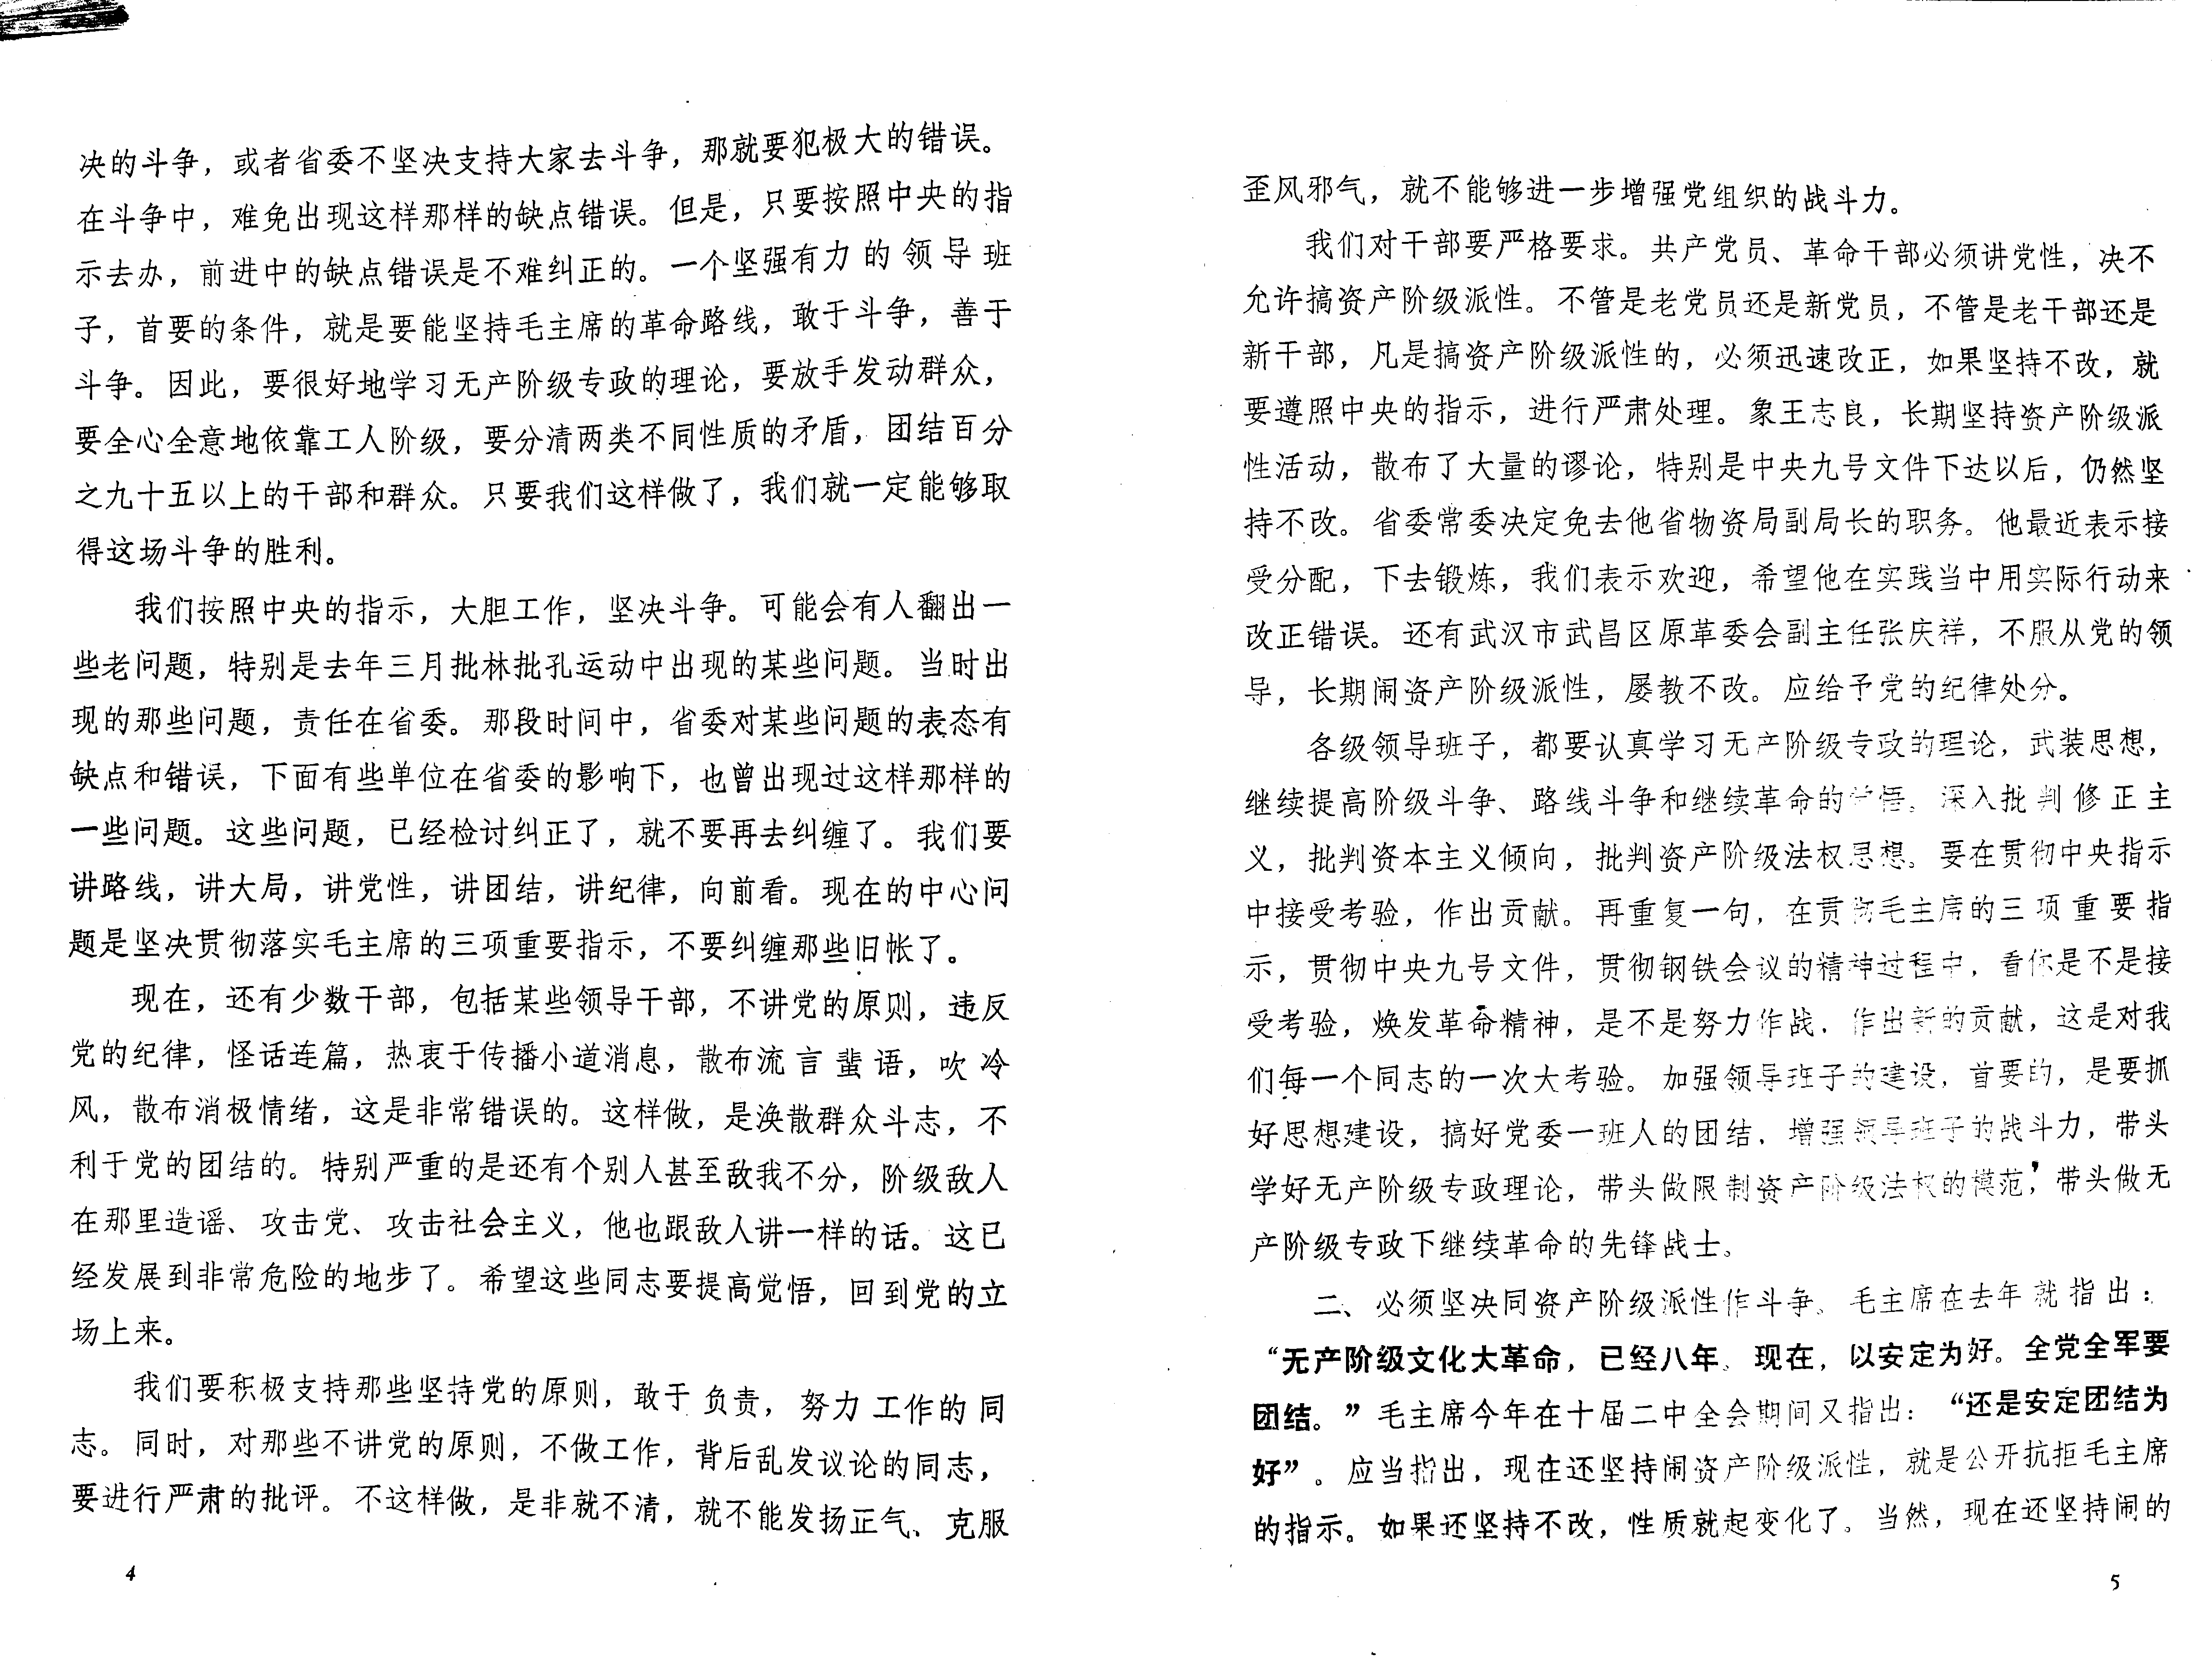 决的斗争，或者省委不坚决支持大家去斗争，那就要犯极大的错误。
在斗争中，难免出现这样那样的缺点错误。但是，只要按照中央的指
示去办，前进中的缺点错误是不难纠正的。一个坚强有力的领导班
子，首要的条件，就是要能坚持毛主席的革命路线，敢于斗争，善于
斗争。因此，要很好地学习无产阶级专政的理论，要放手发动群众，
要全心全意地依靠工人阶级，要分清两类不同性质的矛盾，团结百分
之九十五以上的干部和群众。只要我们这样做了，我们就一定能够取
得这场斗争的胜利。
我们按照中央的指示，大胆工作，坚决斗争。可能会有人翻出一
些老问题，特别是去年三月批林批孔运动中出现的某些问题。当时出
现的那些问题，责任在省委。那段时间中，省委对某些问题的表态有
缺点和错误，下面有些单位在省委的影响下，也曾出现过这样那样的
一些问题。这些问题，已经检讨纠正了，就不要再去纠缠了。我们要
讲路线，讲大局，讲党性，讲团结，讲纪律，向前看。现在的中心问
题是坚决贯彻落实毛主席的三项重要指示，不要纠缠那些旧帐了。
现在，还有少数干部，包括某些领导干部，不讲党的原则，违反
党的纪律，怪话连篇，热衷于传播小道消息，散布流言蜚语，吹冷
风，散布消极情绪，这是非常错误的。这样做，是涣散群众斗志，不
利于党的团结的。特别严重的是还有个别人甚至敌我不分，阶级敌人
在那里造谣、攻击党、攻击社会主义，他也跟敌人讲一样的话。这已
经发展到非常危险的地步了。希望这些同志要提高觉悟，回到党的立
场上来。
我们要积极支持那些坚持党的原则，敢于负责，努力工作的同
志。同时，对那些不讲党的原则，不做工作，背后乱发议论的同志，
要进行严肃的批评。不这样做，是非就不清，就不能发扬正气、克服
4
歪风邪气，就不能够进一步增强党组织的战斗力。
我们对干部要严格要求。共产党员、革命干部必须讲党性，决不
允许搞资产阶级派性。不管是老党员还是新党员，不管是老干部还是
新干部，凡是搞资产阶级派性的，必须迅速改正，如果坚持不改，就
要遵照中央的指示，进行严肃处理。象王志良，长期坚持资产阶级派
性活动，散布了大量的谬论，特别是中央九号文件下达以后，仍然坚
持不改。省委常委决定免去他省物资局副局长的职务。他最近表示接
受分配，下去锻炼，我们表示欢迎，希望他在实践当中用实际行动来
改正错误。还有武汉市武昌区原革委会副主任张庆祥，不服从党的领
导，长期闹资产阶级派性，屡教不改。应给予党的纪律处分。
各级领导班子，都要认真学习无产阶级专政的理论，武装思想，
继续提高阶级斗争、路线斗争和继续革命的觉悟。深入批判修正主
义，批判资本主义倾向，批判资产阶级法权思想。要在贯彻中央指示
中接受考验，作出贡献。再重复一句，在贯彻毛主席的三项重要指
示，贯彻中央九号文件，贯彻钢铁会议的精神过程中，看你是不是接
受考验，焕发革命精神，是不是努力作战，作出新的贡献，这是对我
们每一个同志的一次大考验。加强领导班子的建设，首要的，是要抓
好思想建设，搞好党委一班人的团结，增强领导班子的战斗力，带头
学好无产阶级专政理论，带头做限制资产阶级法权的模范，带头做无
产阶级专政下继续革命的先锋战士。
二、必须坚决同资产阶级派性作斗争。毛主席在去年就指出：
“无产阶级文化大革命，已经八年。现在，以安定为好。全党全军要
团结。”毛主席今年在十届二中全会期间又指出：“还是安定团结为
好”。应当指出，现在还坚持闹资产阶级派性，就是公开抗拒毛主席
的指示。如果还坚持不改，性质就起变化了。当然，现在还坚持闹的
5